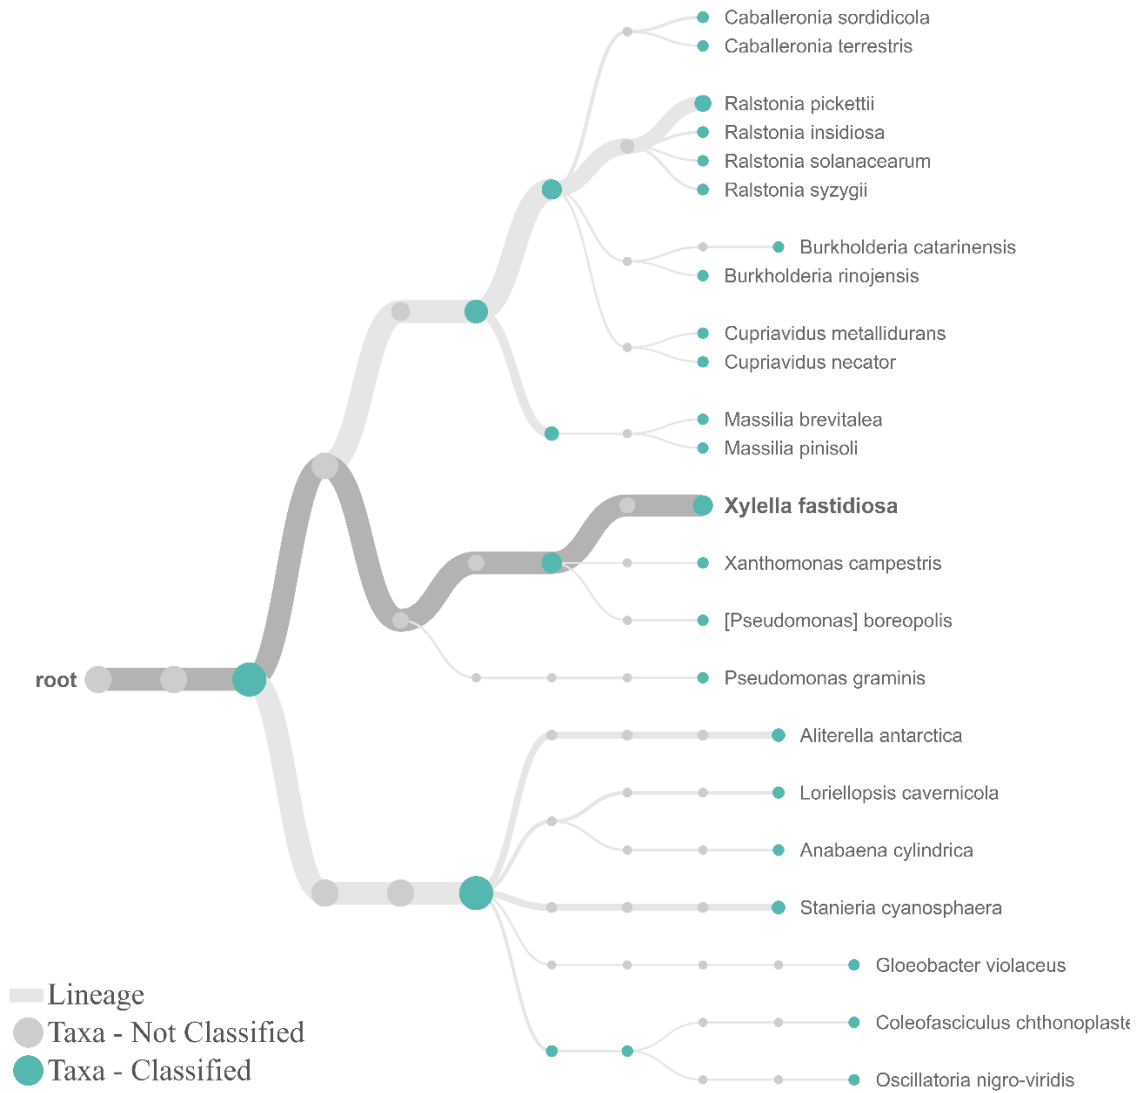 Caballeronia sordidicola
Caballeronia terrestris
Ralstonia pickettii
Ralstonia insidiosa
Ralstonia solanacearum
Ralstonia syzygii
Burkholderia catarinensis
Burkholderia rinojensis
Cupriavidus metallidurans
Cupriavidus necator
Massilia brevitalea
Massilia pinisoli
Xylella fastidiosa
Xanthomonas campestris
[Pseudomonas] boreopolis
root
Pseudomonas graminis
Aliterella antarctica
Loriellopsis cavernicola
Anabaena cylindrica
Stanieria cyanosphaera
Gloeobacter violaceus
Coleofasciculus chthonoplaste
Oscillatoria nigro-viridis
Lineage
Taxa - Not Classified
Taxa - Classified